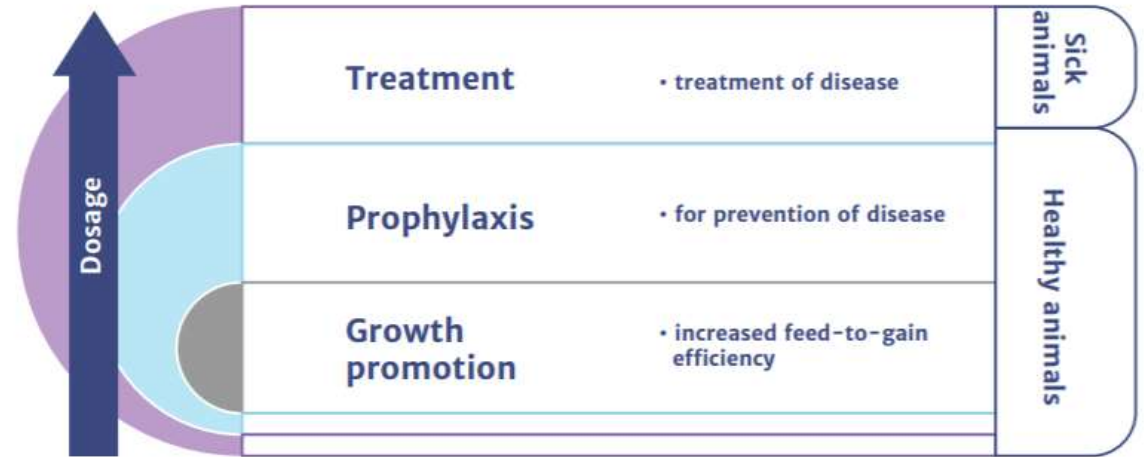 Dosage
Treatment
• treatment of disease
Sick
animals
Prophylaxis
• for prevention of disease
Healthy animals
Growth
promotion
• increased feed-to-gain
efficiency